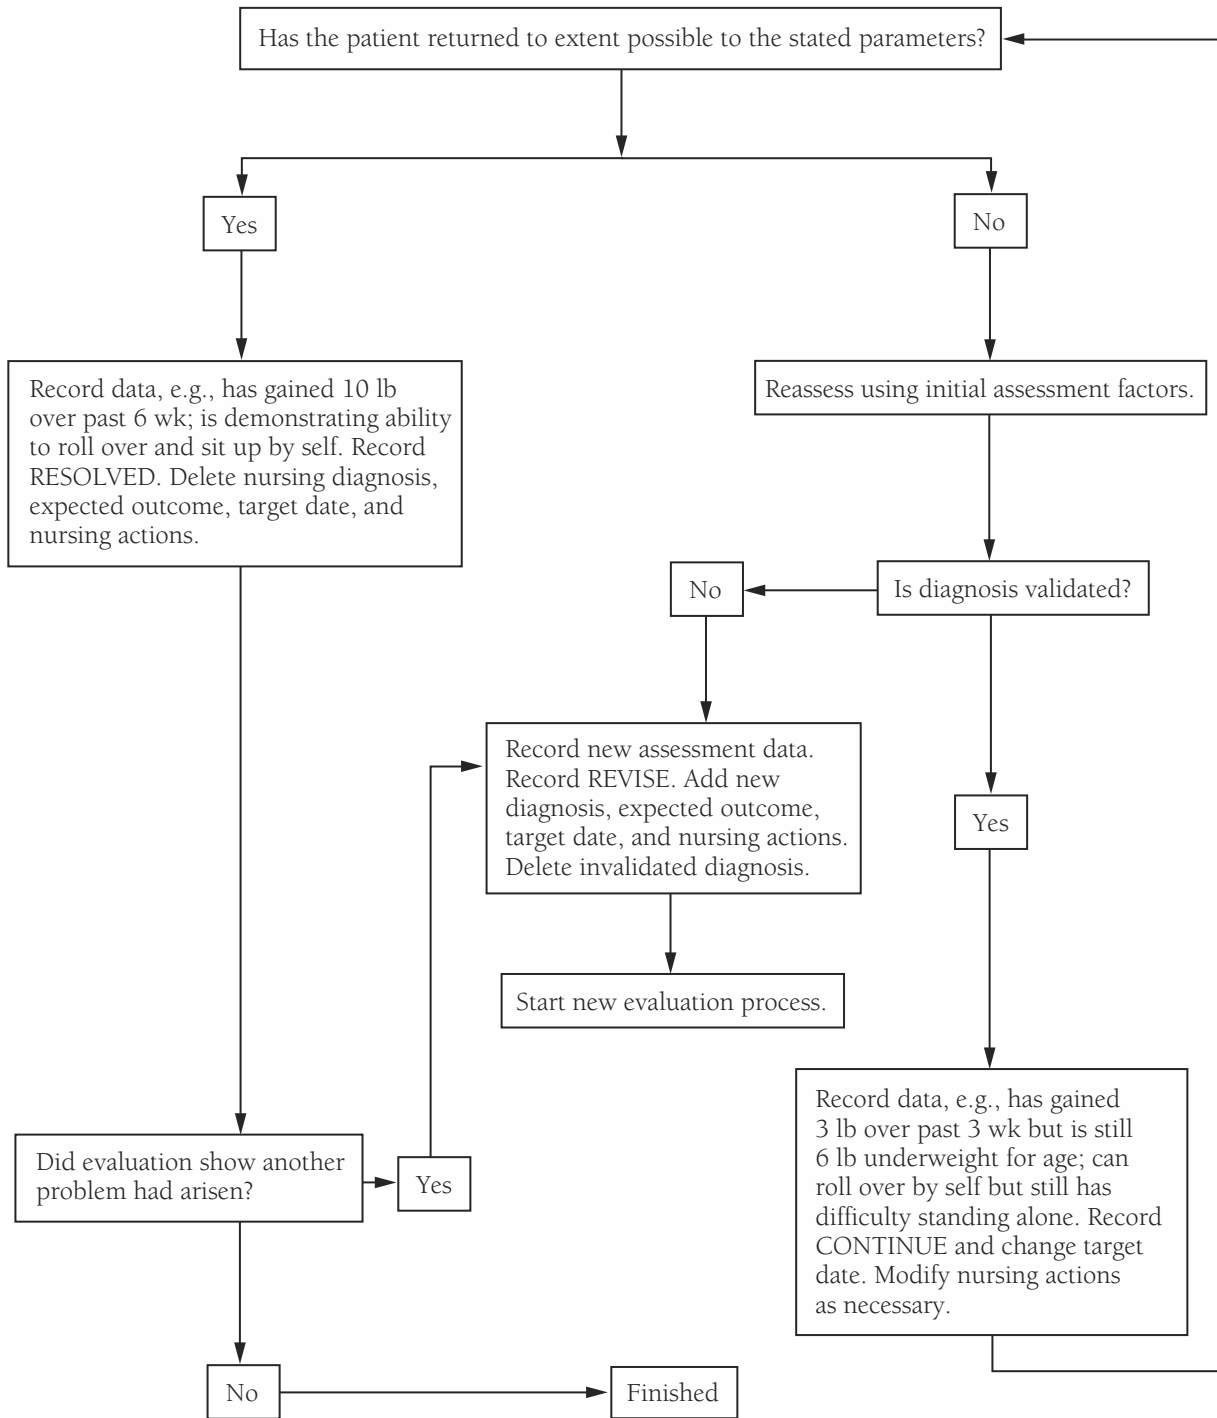 Has the patient returned to extent possible to the stated parameters?
Yes
No
Record data, e.g., has gained 10 lb
over past 6 wk; is demonstrating ability
to roll over and sit up by self. Record
RESOLVED. Delete nursing diagnosis,
expected outcome, target date, and
nursing actions.
Reassess using initial assessment factors.
Is diagnosis validated?
No
Record new assessment data.
Record REVISE. Add new
diagnosis, expected outcome,
target date, and nursing actions.
Delete invalidated diagnosis.
Yes
Start new evaluation process.
Record data, e.g., has gained
3 lb over past 3 wk but is still
6 lb underweight for age; can
roll over by self but still has
difficulty standing alone. Record
CONTINUE and change target
date. Modify nursing actions
as necessary.
Did evaluation show another
problem had arisen?
Yes
No
Finished